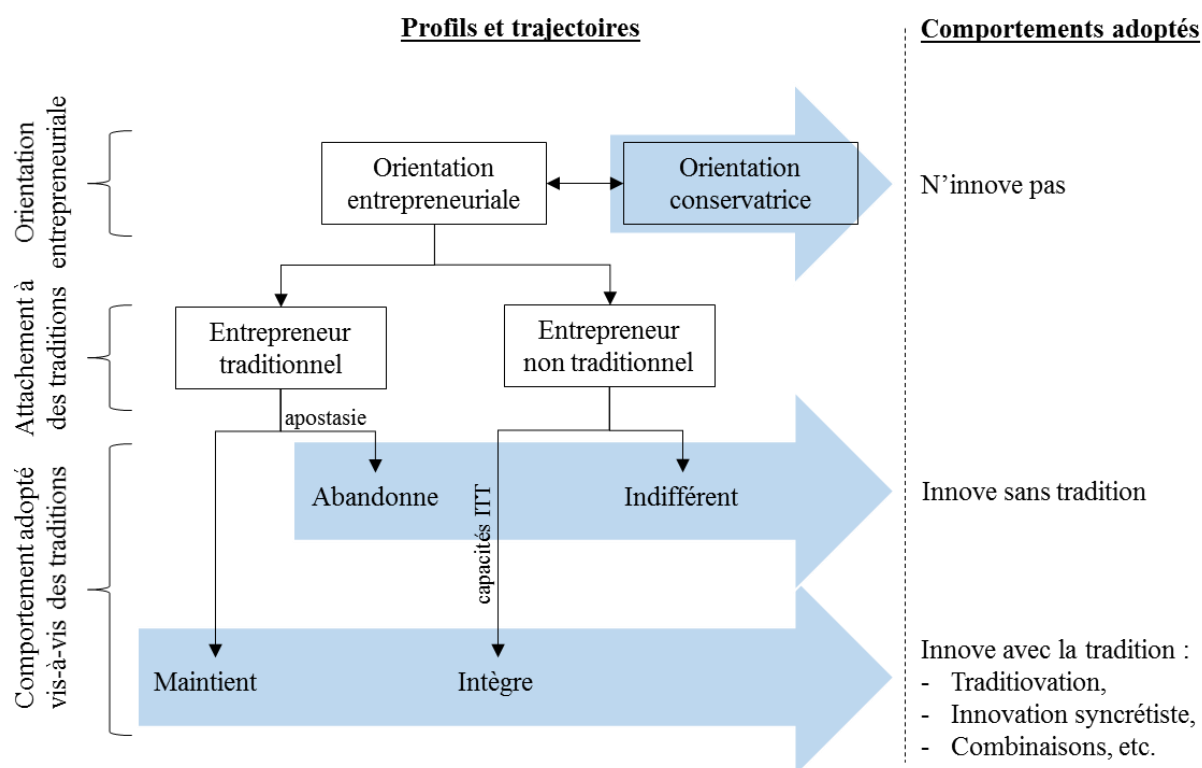 Profils et trajectoires
Comportements adoptés
Orientation
entrepreneuriale
Orientation
entrepreneuriale
Orientation
conservatrice
N’innove pas
Attachement à
des traditions
Entrepreneur
traditionnel
Entrepreneur
non traditionnel
apostasie
Comportement adopté
vis-à-vis des traditions
Abandonne
capacités ITT
Indifférent
Innove sans tradition
Maintient
Intègre
Innove avec la tradition :
- Traditiovation,
- Innovation syncrétiste,
- Combinaisons, etc.